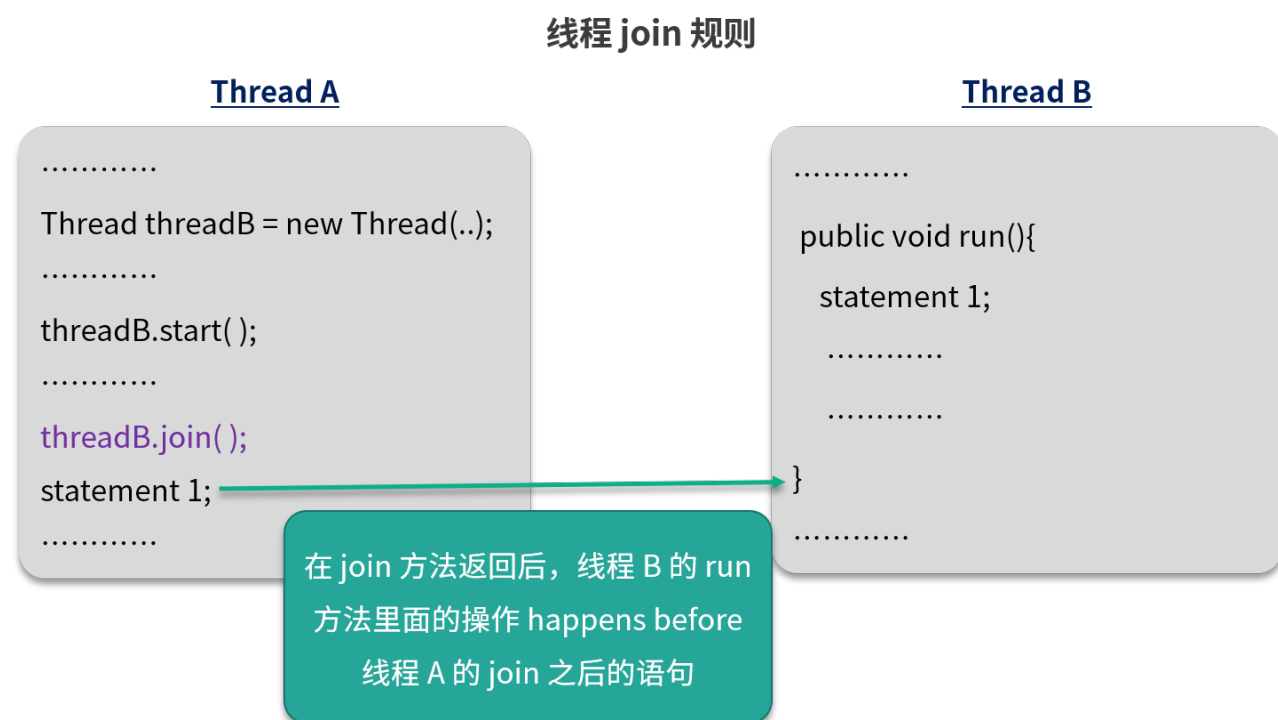 线程 join 规则
Thread A
…………
Thread threadB = new Thread(..);
…………
threadB.start( );
…………
threadB.join( );
statement 1;
…………
Thread B
…………
public void run(){
statement 1;
…………
…………
}
…………
在 join 方法返回后，线程 B 的 run
方法里面的操作 happens before
线程 A 的 join 之后的语句